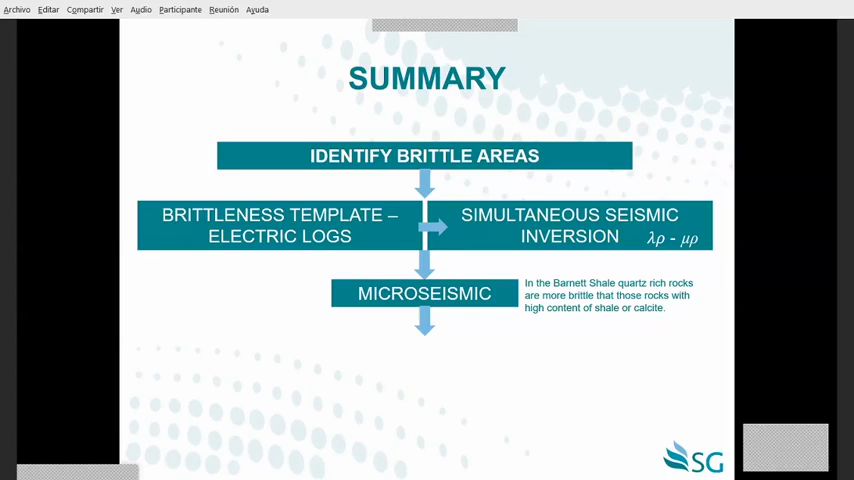 Archivo Editar Compartir Ver Audio Participante Reunión Ayuda
SUMMARY
IDENTIFY BRITTLE AREAS
BRITTLENESS TEMPLATE –
ELECTRIC LOGS
SIMULTANEOUS SEISMIC
INVERSION λρ - μρ
MICROSEISMIC
In the Barnett Shale quartz rich rocks
are more brittle that those rocks with
high content of shale or calcite.
SG